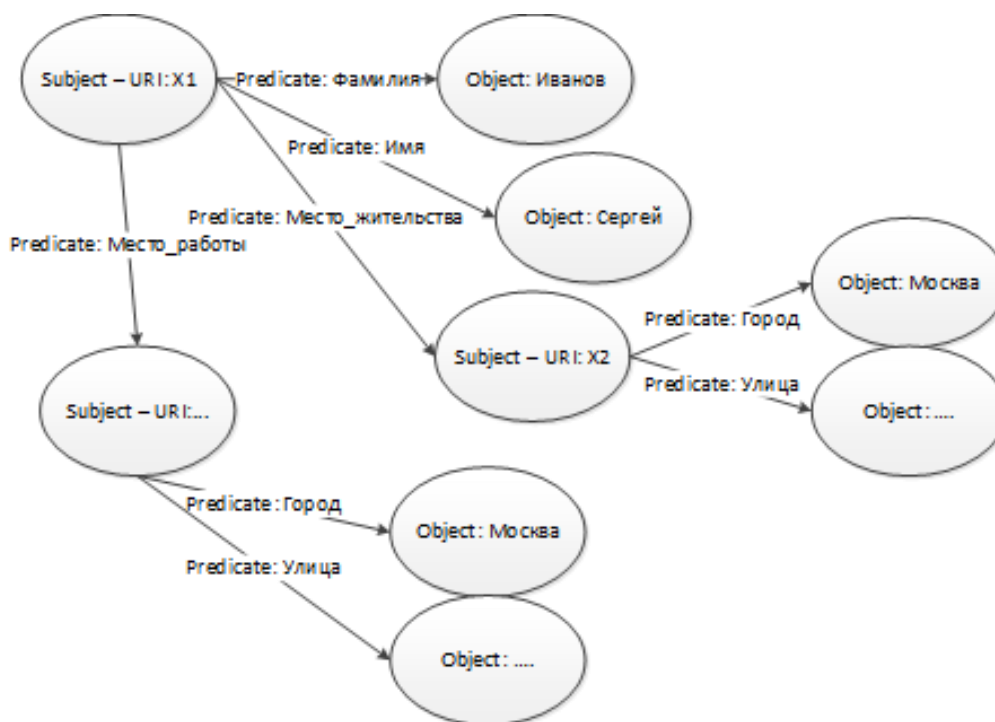 Subject – URI: X1
Predicate: Фамилия
Object: Иванов
Predicate: Имя
Predicate: Место_жительства
Object: Сергей
Predicate: Место_работы
Object: Москва
Predicate: Город
Subject – URI: X2
Predicate: Улица
Subject – URI:...
Object: ....
Predicate: Город
Object: Москва
Predicate: Улица
Object: ....